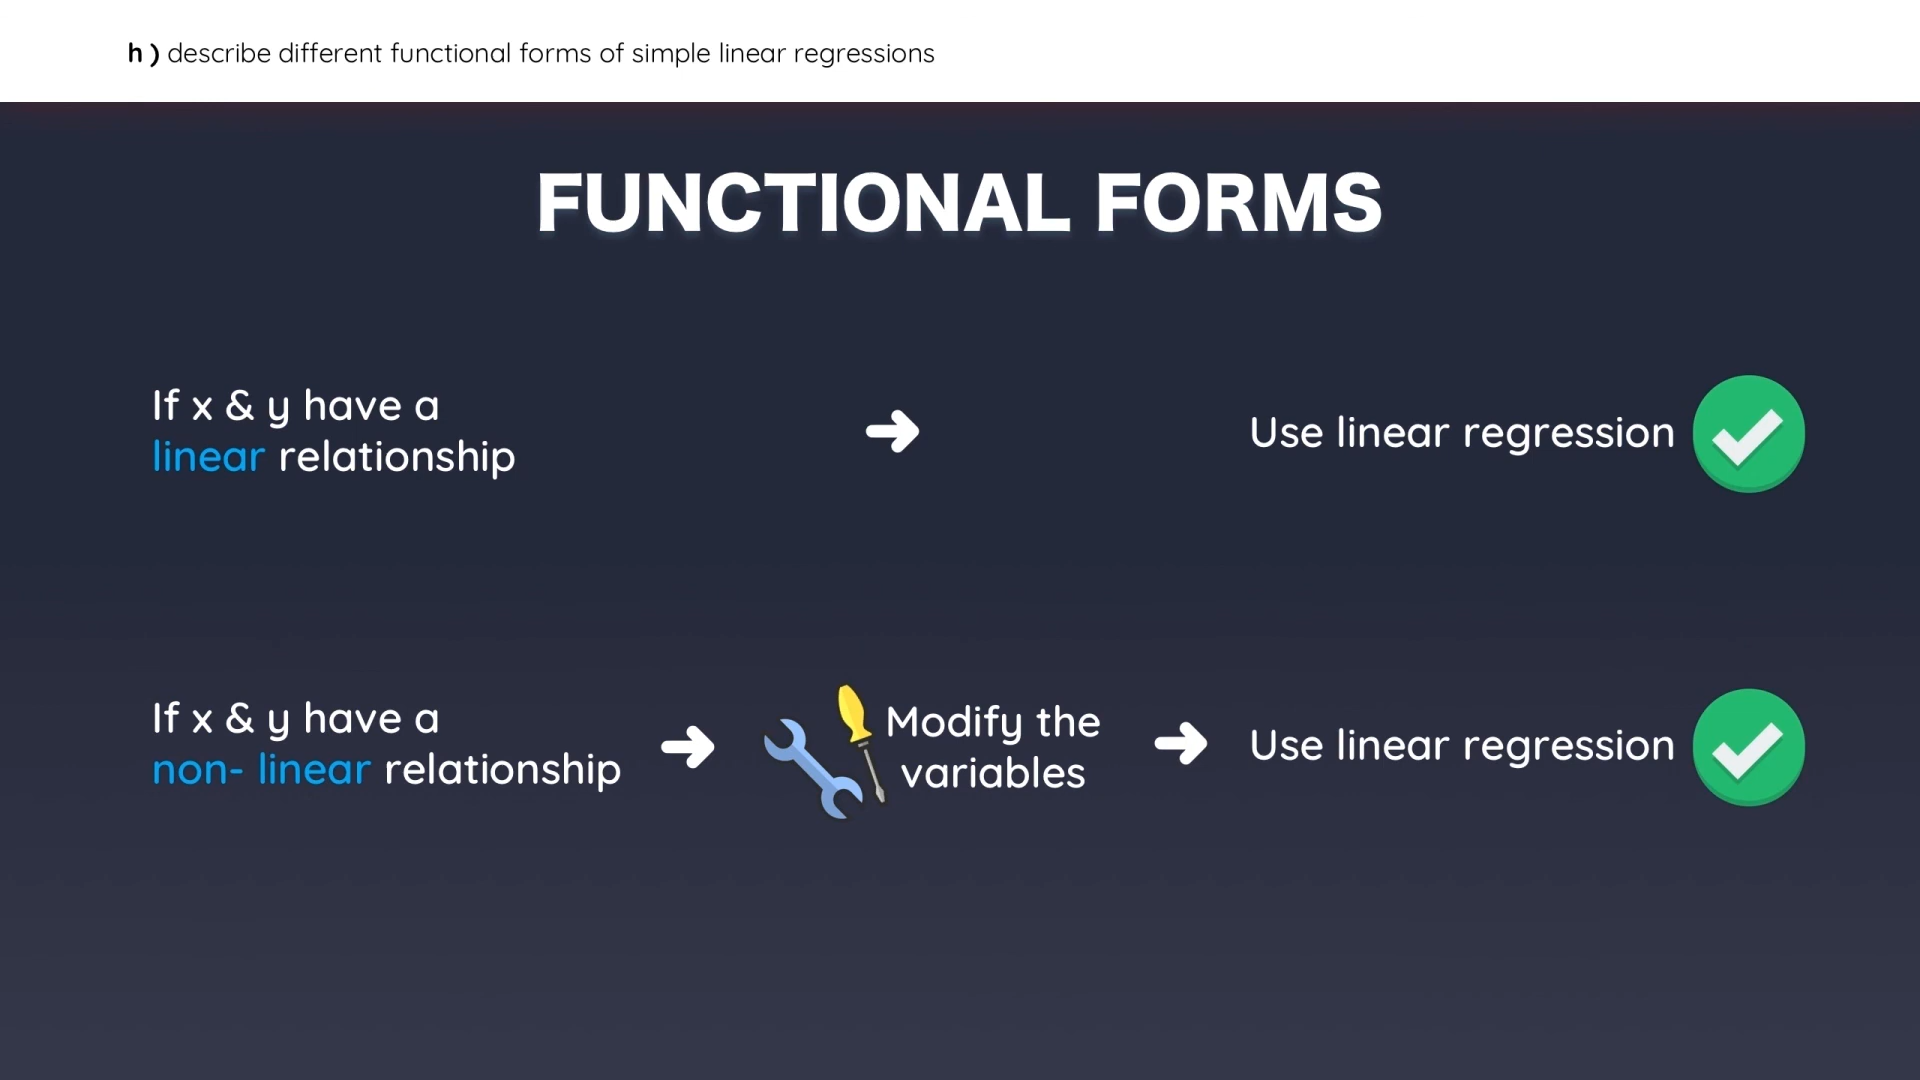 h ) describe different functional forms of simple linear regressions
FUNCTIONAL FORMS
If x & y have a
linear relationship
Use linear regression
If x & y have a
non- linear relationship
Modify the
variables
Use linear regression